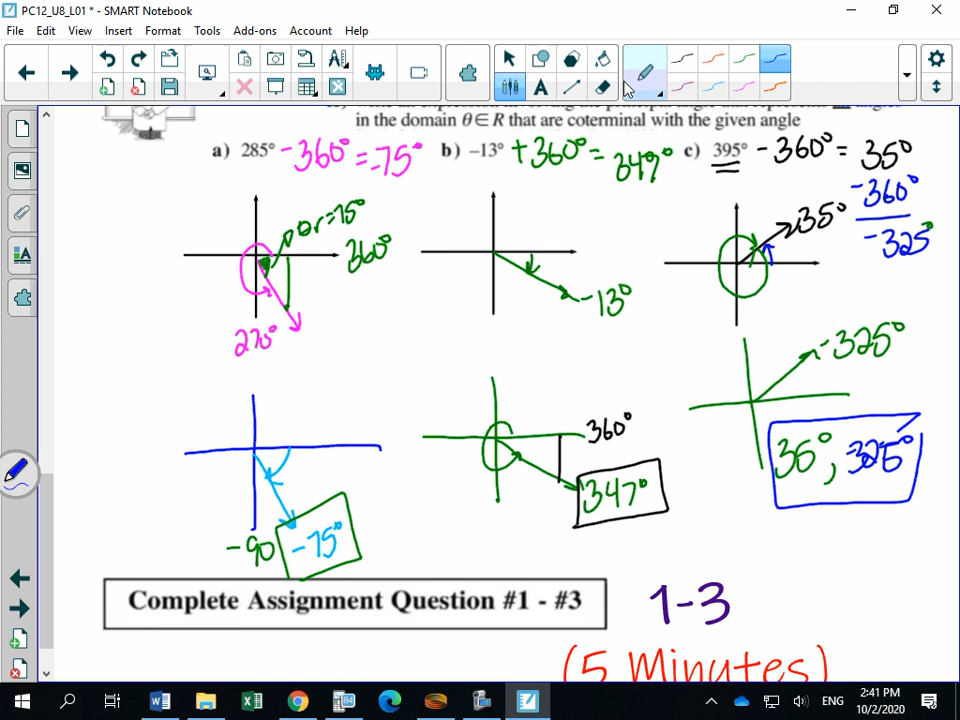 PC12_U8_L01 * - SMART Notebook
File Edit View Insert Format Tools Add-ons Account Help
in the domain θ ∈ R that are coterminal with the given angle
a) 285° -360° = -75° b) -13° +360° = 347° c) 395° - 360° = 35°
-360°
-325°
θr = 75°
360°
275°
-13°
35°
-325°
360°
-90 -75°
347°
35°, 325°
Complete Assignment Question #1 - #3
1-3
(5 Minutes)
ENG
2:41 PM
10/2/2020